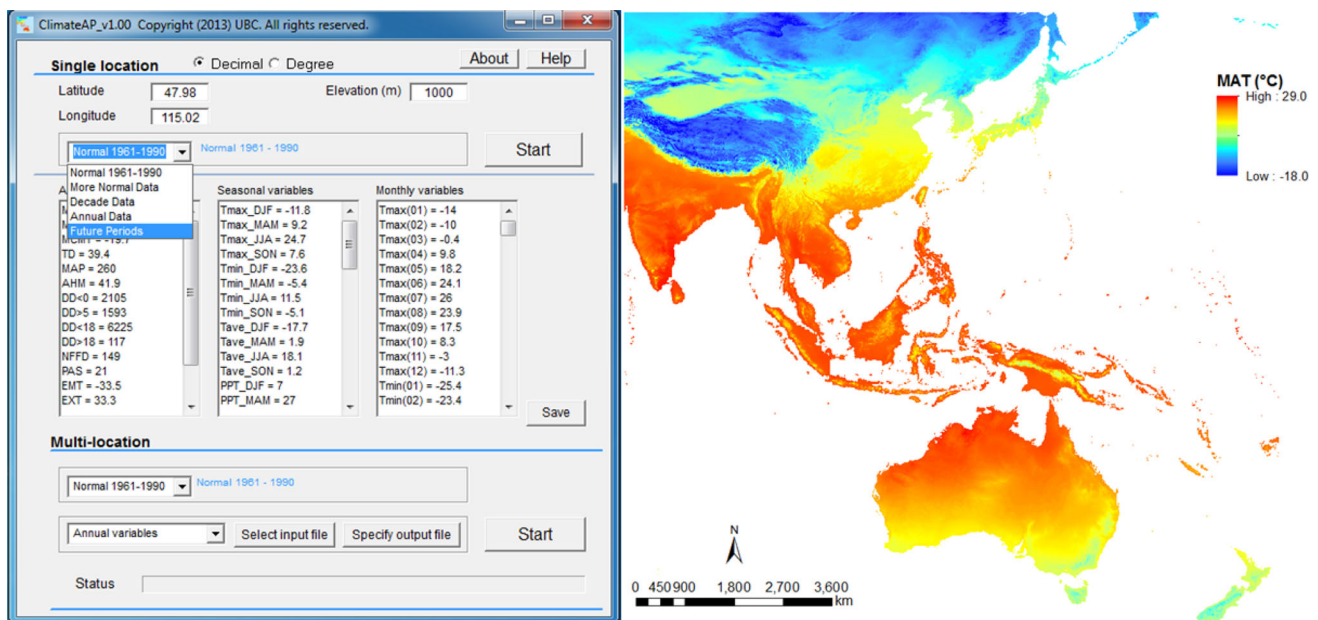 ClimateAP_v1.00 Copyright (2013) UBC. All rights reserved.
Single location Decimal Degree About Help
Latitude 47.98 Elevation (m) 1000
Longitude 115.02
Normal 1961-1990 Normal 1961 - 1990 Start
Normal 1961-1990
More Normal Data
Decade Data
Annual Data
Future Periods
TD = 39.4
MAP = 260
AHM = 41.9
DD<0 = 2105
DD>5 = 1593
DD<18 = 6225
DD>18 = 117
NFFD = 149
PAS = 21
EMT = -33.5
EXT = 33.3
Seasonal variables
Tmax_DJF = -11.8
Tmax_MAM = 9.2
Tmax_JJA = 24.7
Tmax_SON = 7.6
Tmin_DJF = -23.6
Tmin_MAM = -5.4
Tmin_JJA = 11.5
Tmin_SON = -5.1
Tave_DJF = -17.7
Tave_MAM = 1.9
Tave_JJA = 18.1
Tave_SON = 1.2
PPT_DJF = 7
PPT_MAM = 27
Monthly variables
Tmax(01) = -14
Tmax(02) = -10
Tmax(03) = -0.4
Tmax(04) = 9.8
Tmax(05) = 18.2
Tmax(06) = 24.1
Tmax(07) = 26
Tmax(08) = 23.9
Tmax(09) = 17.5
Tmax(10) = 8.3
Tmax(11) = -3
Tmax(12) = -11.3
Tmin(01) = -25.4
Tmin(02) = -23.4
Save
Multi-location
Normal 1961-1990 Normal 1961 - 1990
Annual variables Select input file Specify output file Start
Status
MAT (°C)
High : 29.0
Low : -18.0
N
0 450 900 1,800 2,700 3,600
km